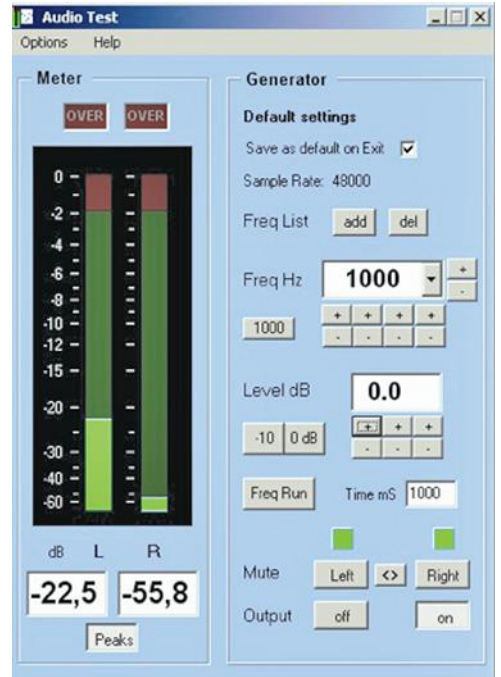 Audio Test
Options Help
Meter
OVER OVER
0
-2
-4
-6
-8
-10
-12
-15
-20
-30
-40
-60
dB L R
-22,5 -55,8
Peaks
Generator
Default settings
Save as default on Exit
Sample Rate: 48000
Freq List add del
Freq Hz 1000 + -
1000 + + + +
- - - -
Level dB 0.0
-10 0 dB + + +
- - -
Freq Run Time mS 1000
Mute Left <> Right
Output off on